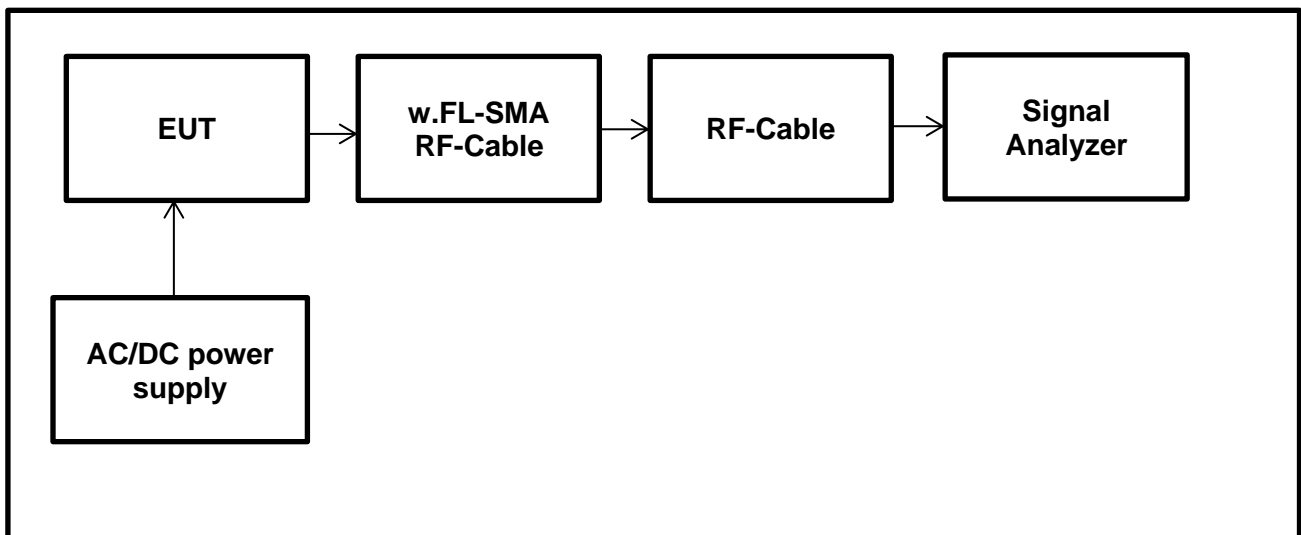 EUT
w.FL-SMA
RF-Cable
RF-Cable
Signal
Analyzer
AC/DC power
supply